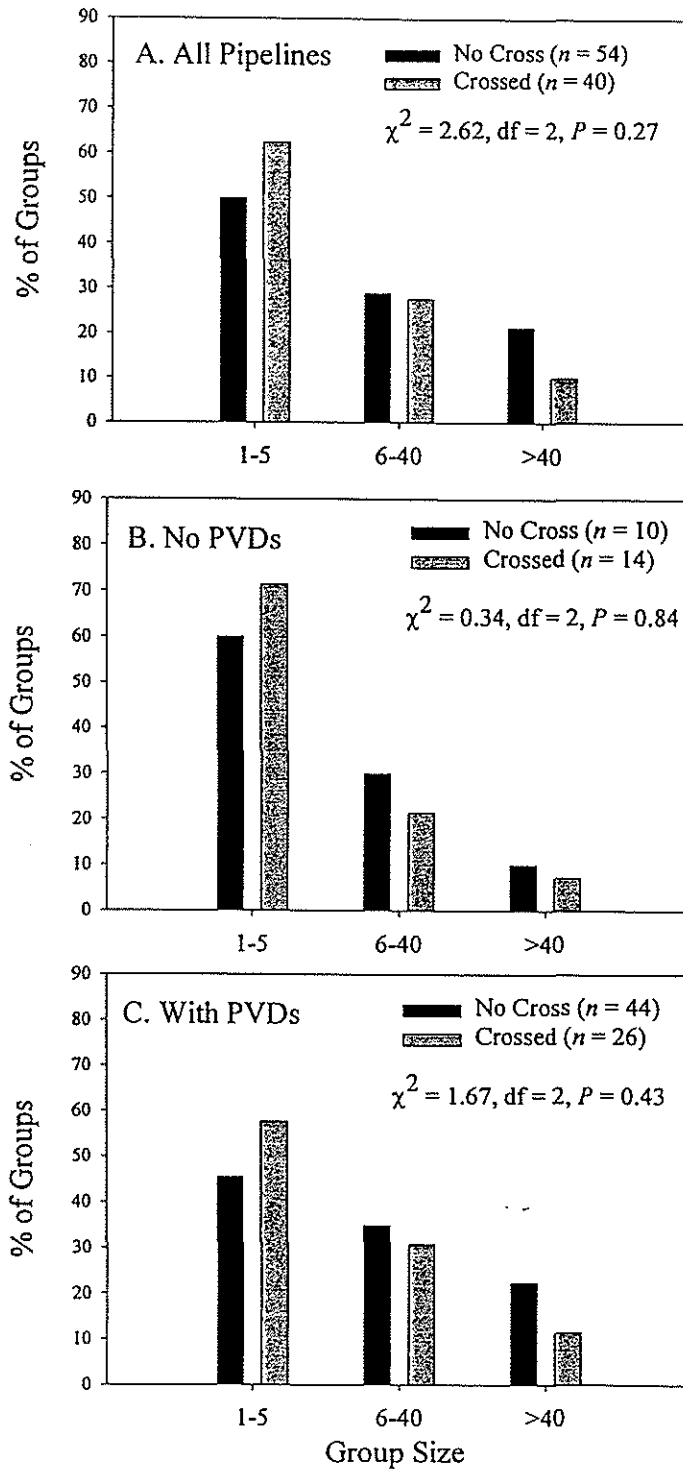 A. All Pipelines
No Cross (n = 54)
Crossed (n = 40)
χ² = 2.62, df = 2, P = 0.27
% of Groups
90
80
70
60
50
40
30
20
10
0
1-5
6-40
>40
B. No PVDs
No Cross (n = 10)
Crossed (n = 14)
χ² = 0.34, df = 2, P = 0.84
% of Groups
90
80
70
60
50
40
30
20
10
0
1-5
6-40
>40
C. With PVDs
No Cross (n = 44)
Crossed (n = 26)
χ² = 1.67, df = 2, P = 0.43
% of Groups
90
80
70
60
50
40
30
20
10
0
1-5
6-40
>40
Group Size